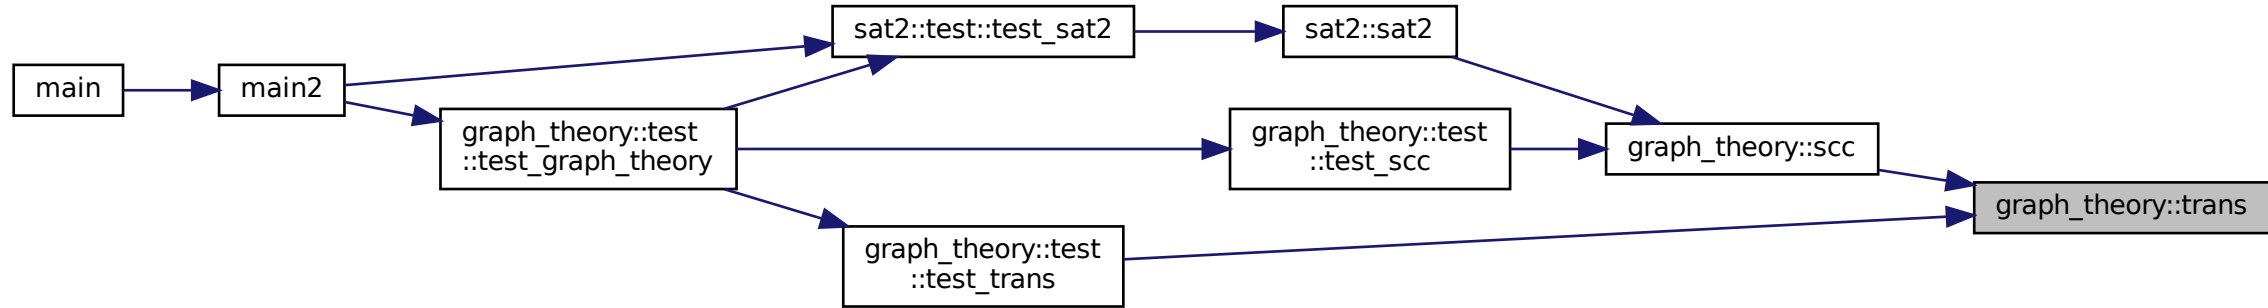 main
main2
sat2::test::test_sat2
graph_theory::test
::test_graph_theory
graph_theory::test
::test_trans
sat2::sat2
graph_theory::test
::test_scc
graph_theory::scc
graph_theory::trans